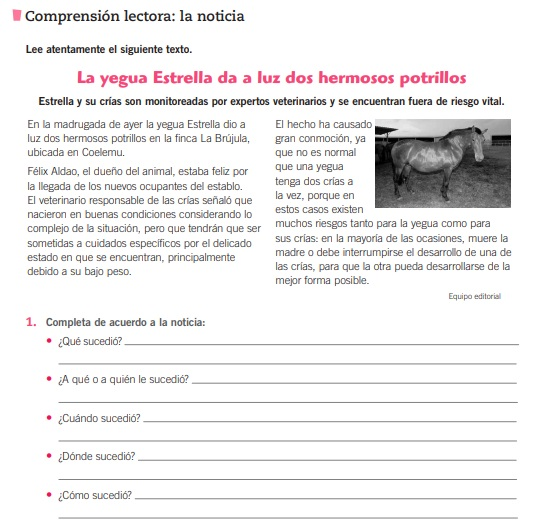 Comprensión lectora: la noticia
Lee atentamente el siguiente texto.
La yegua Estrella da a luz dos hermosos potrillos
Estrella y su crías son monitoreadas por expertos veterinarios y se encuentran fuera de riesgo vital.
En la madrugada de ayer la yegua Estrella dio a
luz dos hermosos potrillos en la finca La Brújula,
ubicada en Coelemu.
Félix Aldao, el dueño del animal, estaba feliz por
la llegada de los nuevos ocupantes del establo.
El veterinario responsable de las crías señaló que
nacieron en buenas condiciones considerando lo
complejo de la situación, pero que tendrán que ser
sometidas a cuidados específicos por el delicado
estado en que se encuentran, principalmente
debido a su bajo peso.
El hecho ha causado
gran conmoción, ya
que no es normal
que una yegua
tenga dos crías a
la vez, porque en
estos casos existen
muchos riesgos tanto para la yegua como para
sus crías: en la mayoría de las ocasiones, muere la
madre o debe interrumpirse el desarrollo de una de
las crías, para que la otra pueda desarrollarse de la
mejor forma posible.
Equipo editorial
1. Completa de acuerdo a la noticia:
• ¿Qué sucedió?
• ¿A qué o a quién le sucedió?
• ¿Cuándo sucedió?
• ¿Dónde sucedió?
• ¿Cómo sucedió?